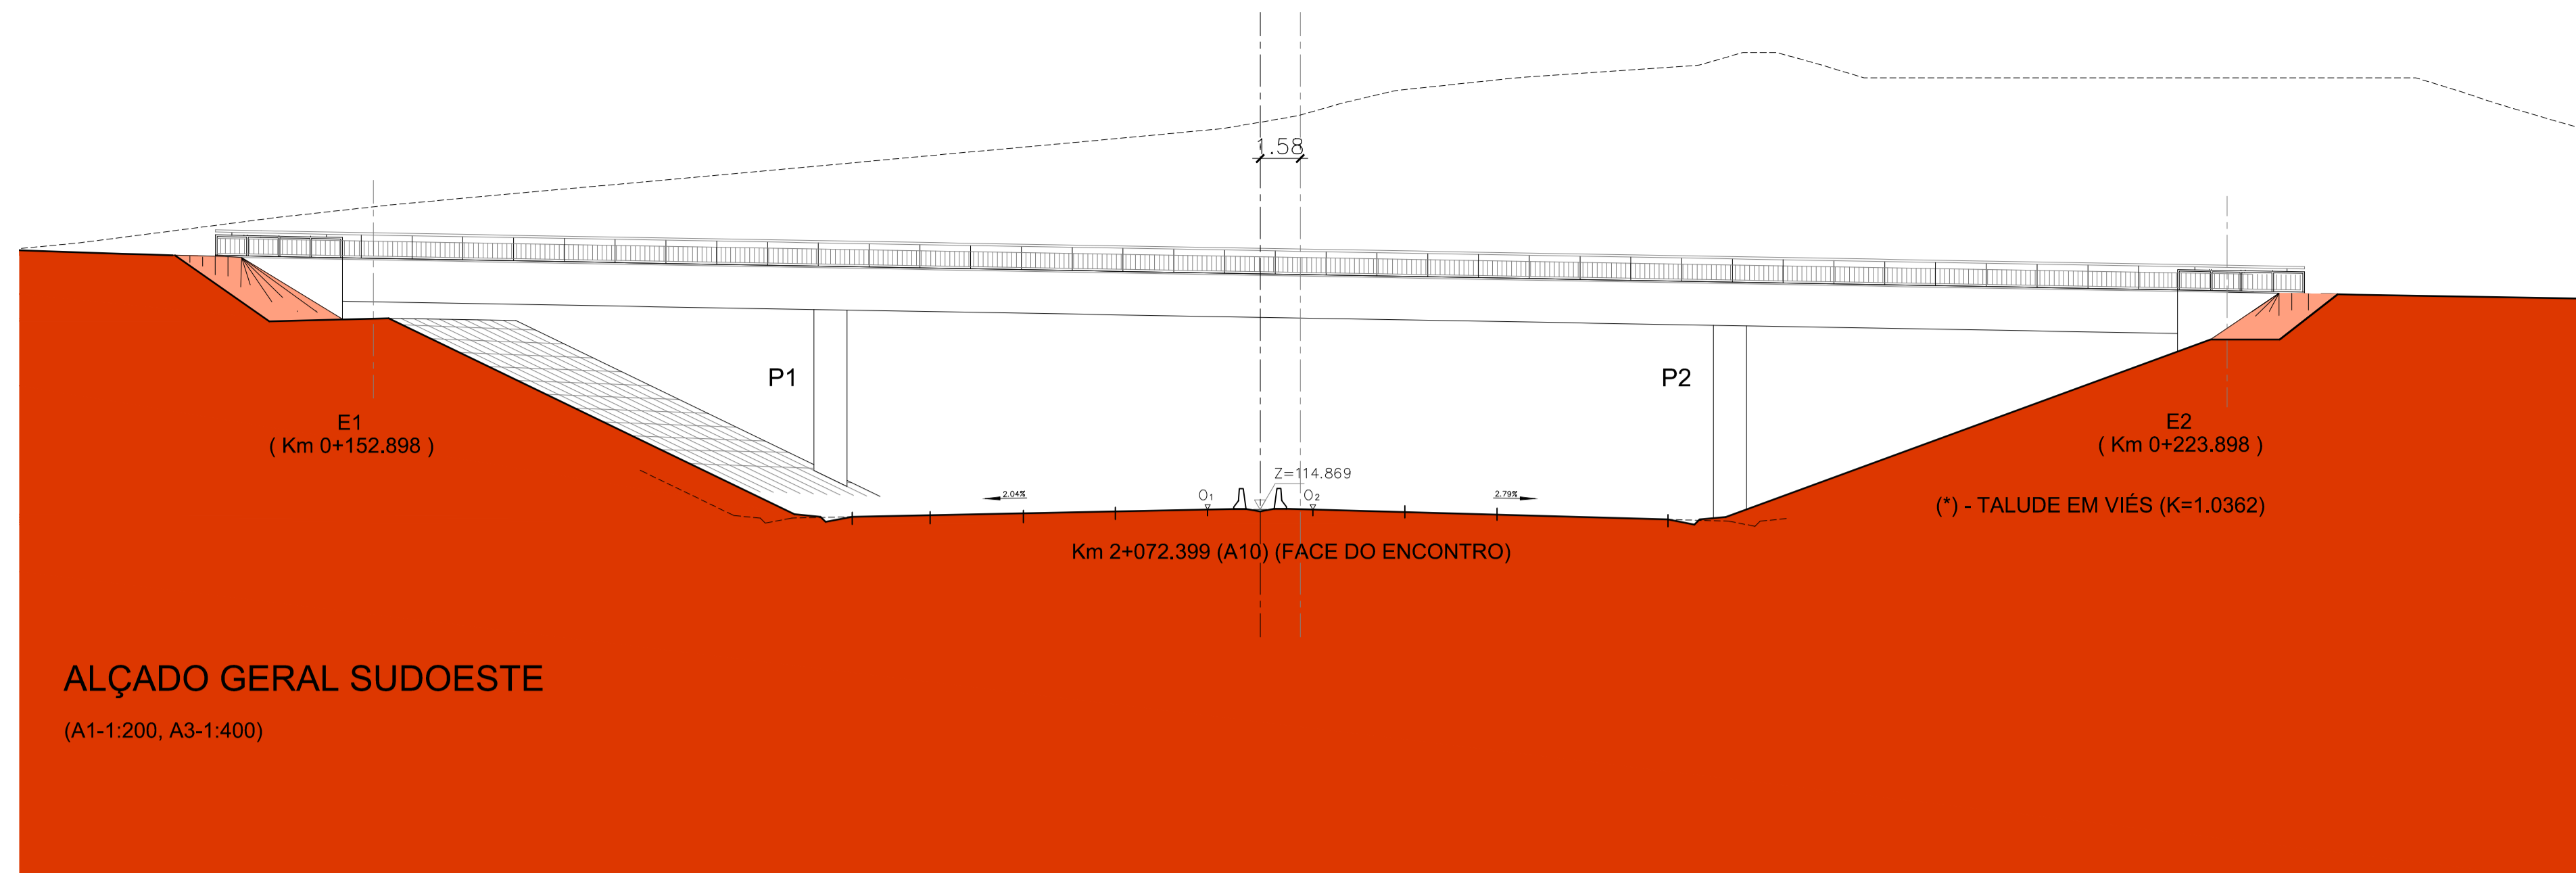 1.58
P1
P2
E1
( Km 0+152.898 )
E2
( Km 0+223.898 )
Z=114.869
2.04%
O1
O2
2.79%
(*) - TALUDE EM VIÉS (K=1.0362)
Km 2+072.399 (A10) (FACE DO ENCONTRO)
ALÇADO GERAL SUDOESTE
(A1-1:200, A3-1:400)